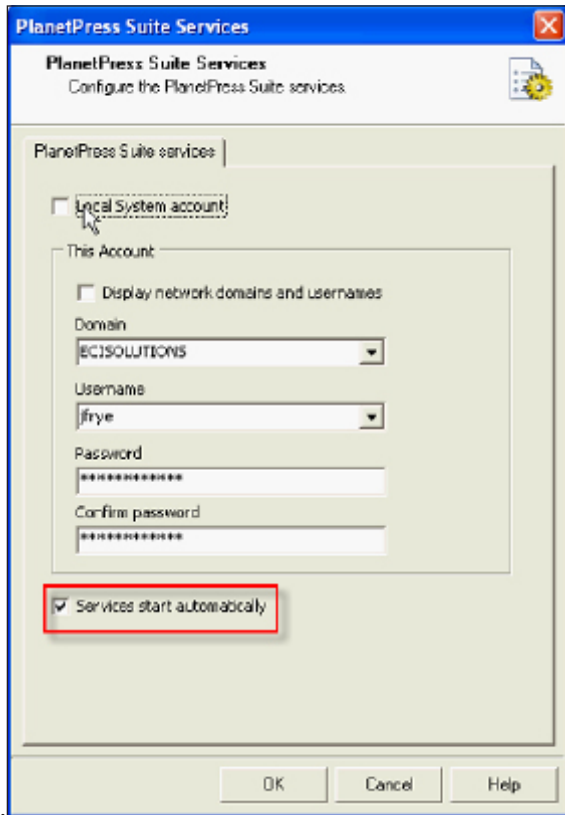 PlanetPress Suite Services
PlanetPress Suite Services
Configure the PlanetPress Suite services.
PlanetPress Suite services
Local System account
This Account
Display network domains and usernames
Domain
ECISOLUTIONS
Username
jfrye
Password
************
Confirm password
************
Services start automatically
OK Cancel Help